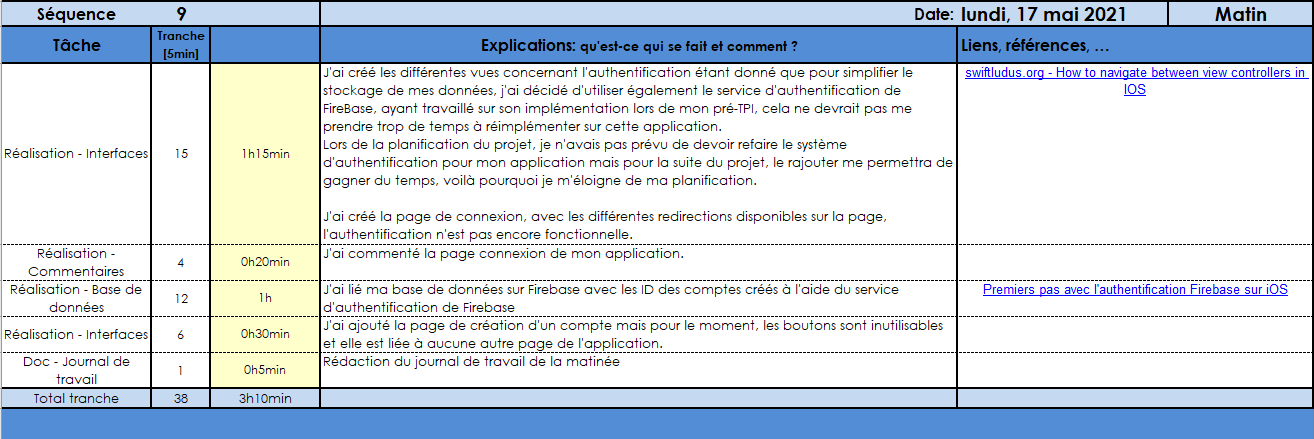 Séquence 9 Date: lundi, 17 mai 2021 Matin
Tâche Tranche [5min] Explications: qu'est-ce qui se fait et comment ? Liens, références, ...
Réalisation - Interfaces 15 1h15min
J'ai créé les différentes vues concernant l'authentification étant donné que pour simplifier le
stockage de mes données, j'ai décidé d'utiliser également le service d'authentification de
FireBase, ayant travaillé sur son implémentation lors de mon pré-TPI, cela ne devrait pas me
prendre trop de temps à réimplémenter sur cette application.
Lors de la planification du projet, je n'avais pas prévu de devoir refaire le système
d'authentification pour mon application mais pour la suite du projet, le rajouter me permettra de
gagner du temps, voilà pourquoi je m'éloigne de ma planification.
J'ai créé la page de connexion, avec les différentes redirections disponibles sur la page,
l'authentification n'est pas encore fonctionnelle.
swiftludus.org - How to navigate between view controllers in
IOS
Réalisation -
Commentaires
4 0h20min
J'ai commenté la page connexion de mon application.
Réalisation - Base de
données
12 1h
J'ai lié ma base de données sur Firebase avec les ID des comptes créés à l'aide du service
d'authentification de Firebase
Premiers pas avec l'authentification Firebase sur iOS
Réalisation - Interfaces 6 0h30min
J'ai ajouté la page de création d'un compte mais pour le moment, les boutons sont inutilisables
et elle est liée à aucune autre page de l'application.
Doc - Journal de
travail
1 0h5min
Rédaction du journal de travail de la matinée
Total tranche 38 3h10min